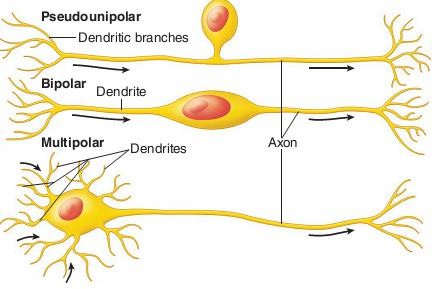 Pseudounipolar
Dendritic branches
Bipolar
Dendrite
Multipolar
Dendrites
Axon